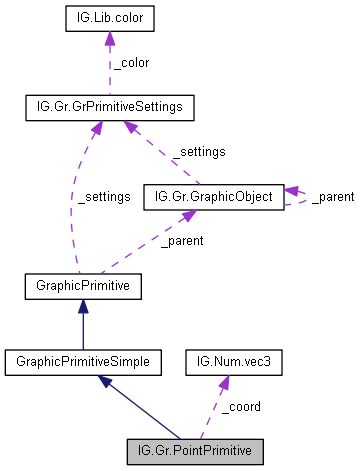 IG.Lib.color
_color
IG.Gr.GrPrimitiveSettings
_settings
IG.Gr.GraphicObject
_settings
_parent
_parent
GraphicPrimitive
GraphicPrimitiveSimple
IG.Num.vec3
_coord
IG.Gr.PointPrimitive